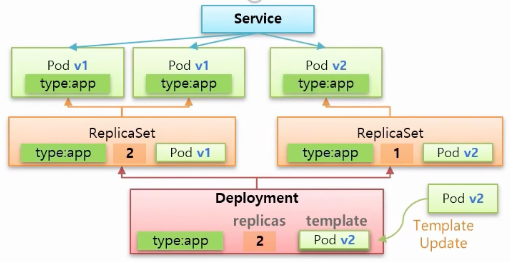 Service
Pod v1
type:app
Pod v1
type:app
Pod v2
type:app
ReplicaSet
type:app 2 Pod v1
ReplicaSet
type:app 1 Pod v2
Deployment
replicas template
type:app 2 Pod v2
Pod v2
Template
Update